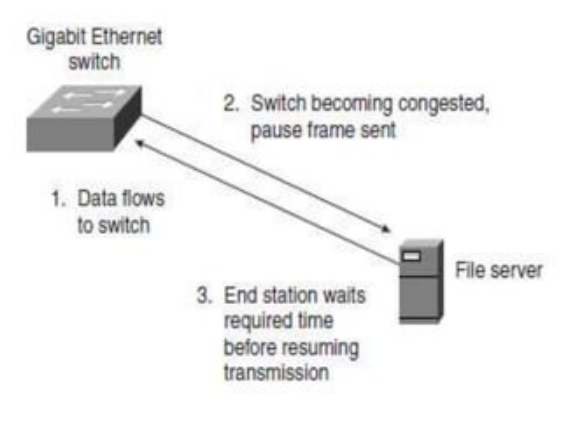 Gigabit Ethernet
switch
2. Switch becoming congested,
pause frame sent
1. Data flows
to switch
File server
3. End station waits
required time
before resuming
transmission